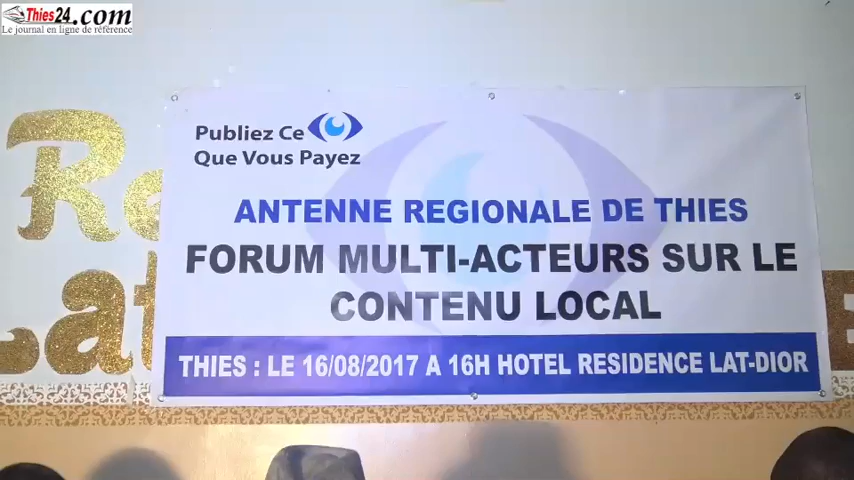 Thies24.com
Le journal en ligne de référence
Publiez Ce
Que Vous Payez
ANTENNE REGIONALE DE THIES
FORUM MULTI-ACTEURS SUR LE
CONTENU LOCAL
THIES : LE 16/08/2017 A 16H HOTEL RESIDENCE LAT-DIOR